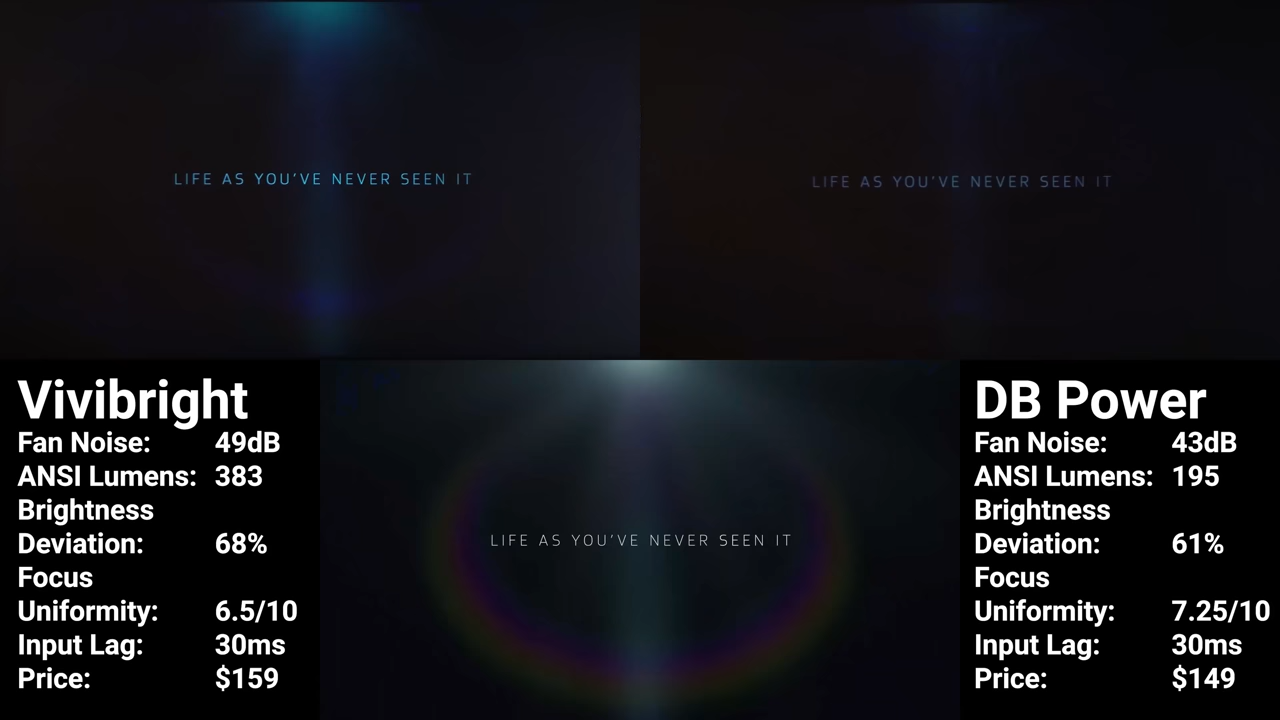 LIFE AS YOU'VE NEVER SEEN IT
LIFE AS YOU'VE NEVER SEEN IT
Vivibright
Fan Noise: 49dB
ANSI Lumens: 383
Brightness
Deviation: 68%
Focus
Uniformity: 6.5/10
Input Lag: 30ms
Price: $159
LIFE AS YOU'VE NEVER SEEN IT
DB Power
Fan Noise: 43dB
ANSI Lumens: 195
Brightness
Deviation: 61%
Focus
Uniformity: 7.25/10
Input Lag: 30ms
Price: $149